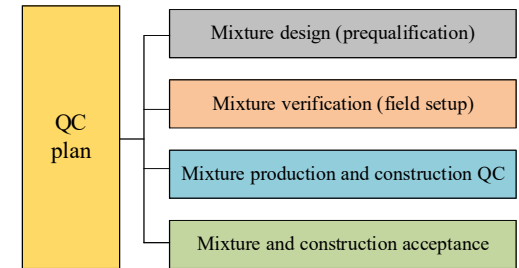 QC
plan
Mixture design (prequalification)
Mixture verification (field setup)
Mixture production and construction QC
Mixture and construction acceptance